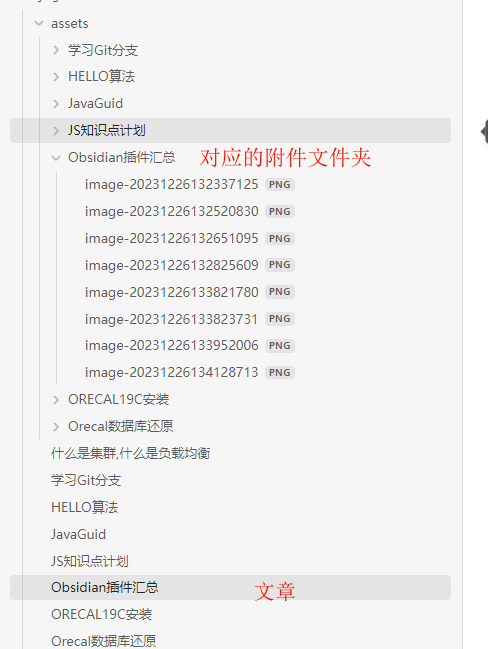 assets
学习Git分支
HELLO算法
JavaGuid
JS知识点计划
Obsidian插件汇总 对应的附件文件夹
image-20231226132337125 PNG
image-20231226132520830 PNG
image-20231226132651095 PNG
image-20231226132825609 PNG
image-20231226133821780 PNG
image-20231226133823731 PNG
image-20231226133952006 PNG
image-20231226134128713 PNG
ORECAL19C安装
Orecal数据库还原
什么是集群,什么是负载均衡
学习Git分支
HELLO算法
JavaGuid
JS知识点计划
Obsidian插件汇总 文章
ORECAL19C安装
Orecal数据库还原